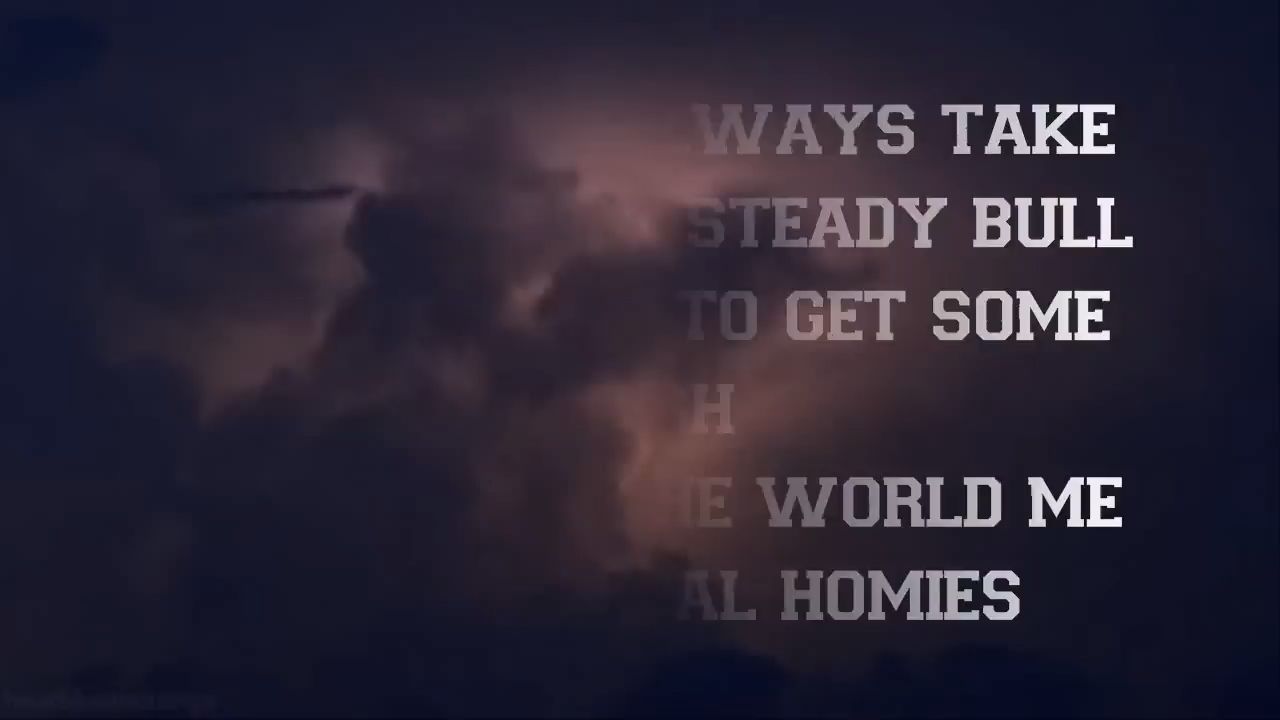 WAYS TAKE
STEADY BULL
TO GET SOME
H
E WORLD ME
AL HOMIES